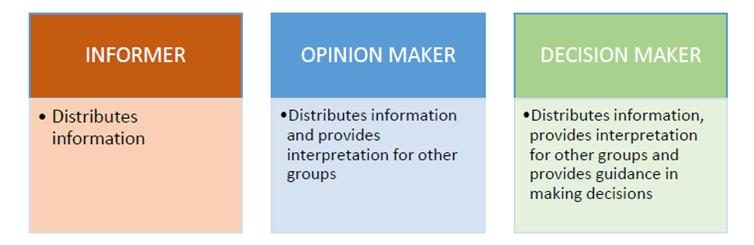 INFORMER
• Distributes
information
OPINION MAKER
•Distributes information
and provides
interpretation for other
groups
DECISION MAKER
•Distributes information,
provides interpretation
for other groups and
provides guidance in
making decisions